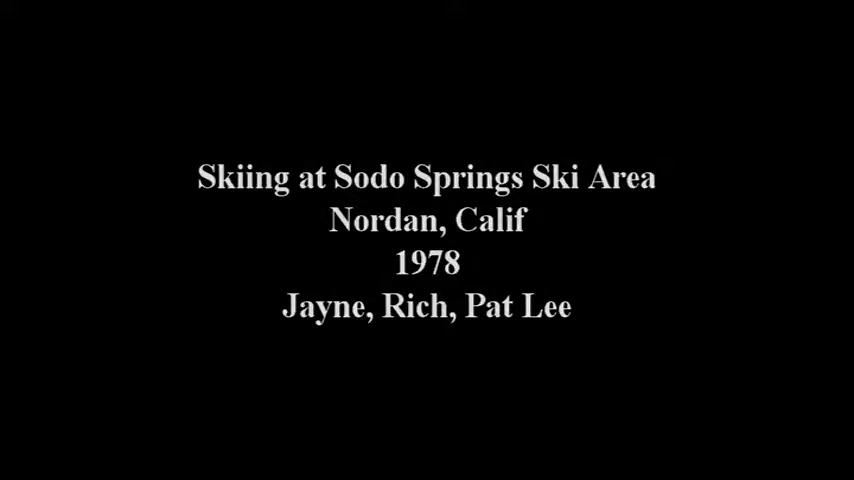 Skiing at Sodo Springs Ski Area
Nordan, Calif
1978
Jayne, Rich, Pat Lee